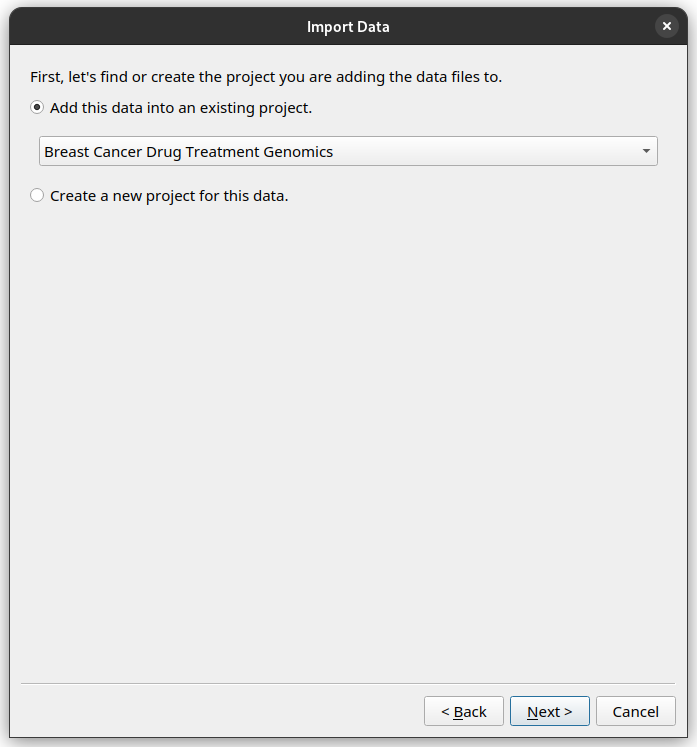 Import Data
First, let's find or create the project you are adding the data files to.
Add this data into an existing project.
Breast Cancer Drug Treatment Genomics
Create a new project for this data.
< Back
Next >
Cancel